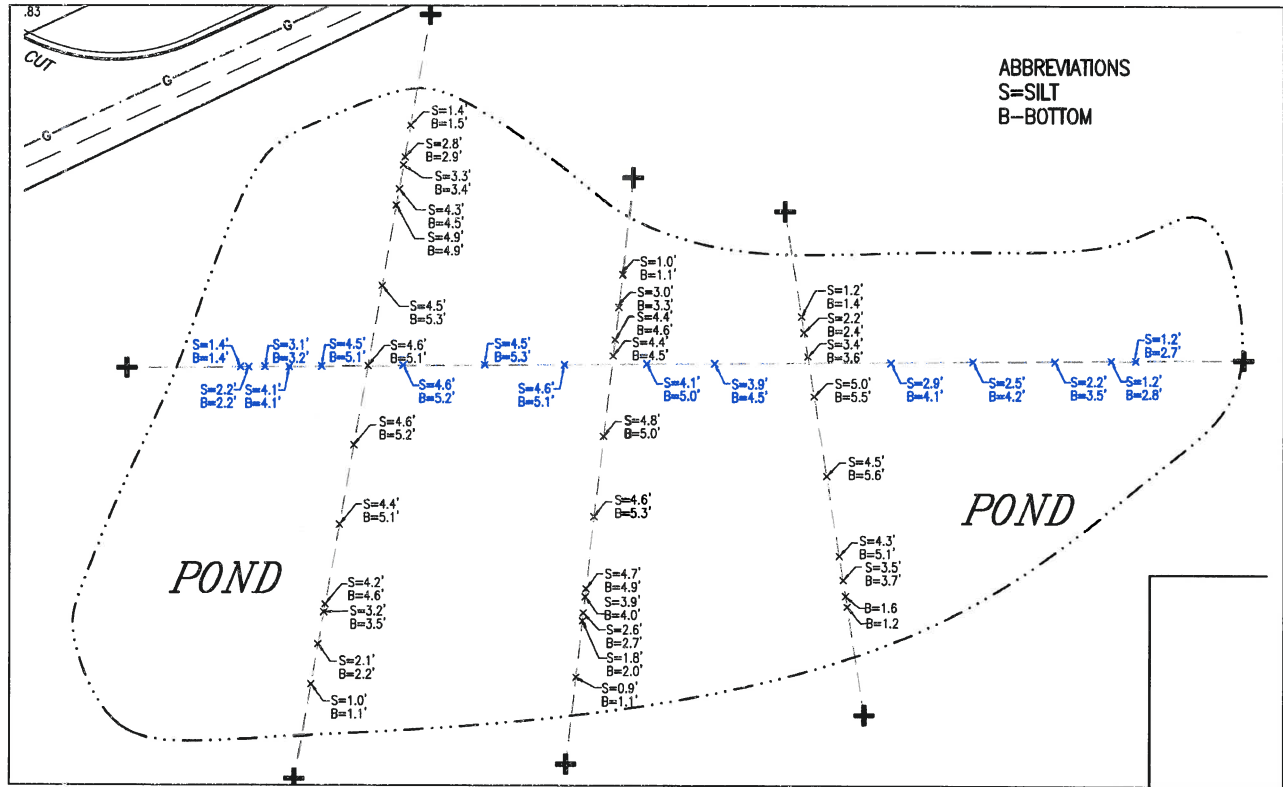 .83
CUT
G
G
G
ABBREVIATIONS
S=SILT
B-BOTTOM
S=1.4'
B=1.5'
S=2.8'
B=2.9'
S=3.3'
B=3.4'
S=4.3'
B=4.5'
S=4.9'
B=4.9'
S=4.5'
B=5.3'
S=4.6'
B=5.1'
S=4.6'
B=5.2'
S=4.4'
B=5.1'
S=4.2'
B=4.6'
S=3.2'
B=3.5'
S=2.1'
B=2.2'
S=1.0'
B=1.1'
S=1.0'
B=1.1'
S=3.0'
B=3.3'
S=4.4'
B=4.6'
S=4.4'
B=4.5'
S=4.8'
B=5.0'
S=4.6'
B=5.3'
S=4.7'
B=4.9'
S=3.9'
B=4.0'
S=2.6'
B=2.7'
S=1.8'
B=2.0'
S=0.9'
B=1.1'
S=1.2'
B=1.4'
S=2.2'
B=2.4'
S=3.4'
B=3.6'
S=5.0'
B=5.5'
S=4.5'
B=5.6'
S=4.3'
B=5.1'
S=3.5'
B=3.7'
B=1.6
B=1.2
S=1.4'
B=1.4'
S=2.2'
B=2.2'
S=3.1'
B=3.2'
S=4.1'
B=4.1'
S=4.5'
B=5.1'
S=4.6'
B=5.2'
S=4.5'
B=5.3'
S=4.6'
B=5.1'
S=4.1'
B=5.0'
S=3.9'
B=4.5'
S=2.9'
B=4.1'
S=2.5'
B=4.2'
S=2.2'
B=3.5'
S=1.2'
B=2.8'
S=1.2'
B=2.7'
POND
POND